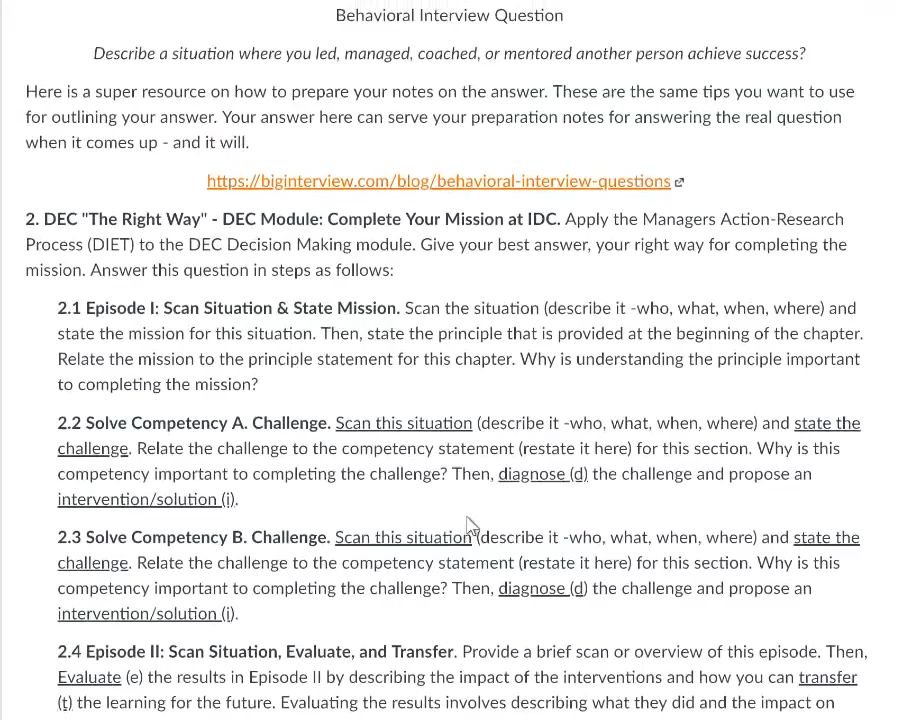 Behavioral Interview Question
Describe a situation where you led, managed, coached, or mentored another person achieve success?
Here is a super resource on how to prepare your notes on the answer. These are the same tips you want to use
for outlining your answer. Your answer here can serve your preparation notes for answering the real question
when it comes up - and it will.
https://biginterview.com/blog/behavioral-interview-questions
2. DEC "The Right Way" - DEC Module: Complete Your Mission at IDC. Apply the Managers Action-Research
Process (DIET) to the DEC Decision Making module. Give your best answer, your right way for completing the
mission. Answer this question in steps as follows:
2.1 Episode I: Scan Situation & State Mission. Scan the situation (describe it -who, what, when, where) and
state the mission for this situation. Then, state the principle that is provided at the beginning of the chapter.
Relate the mission to the principle statement for this chapter. Why is understanding the principle important
to completing the mission?
2.2 Solve Competency A. Challenge. Scan this situation (describe it -who, what, when, where) and state the
challenge. Relate the challenge to the competency statement (restate it here) for this section. Why is this
competency important to completing the challenge? Then, diagnose (d) the challenge and propose an
intervention/solution (i).
2.3 Solve Competency B. Challenge. Scan this situation (describe it -who, what, when, where) and state the
challenge. Relate the challenge to the competency statement (restate it here) for this section. Why is this
competency important to completing the challenge? Then, diagnose (d) the challenge and propose an
intervention/solution (i).
2.4 Episode II: Scan Situation, Evaluate, and Transfer. Provide a brief scan or overview of this episode. Then,
Evaluate (e) the results in Episode II by describing the impact of the interventions and how you can transfer
(t) the learning for the future. Evaluating the results involves describing what they did and the impact on